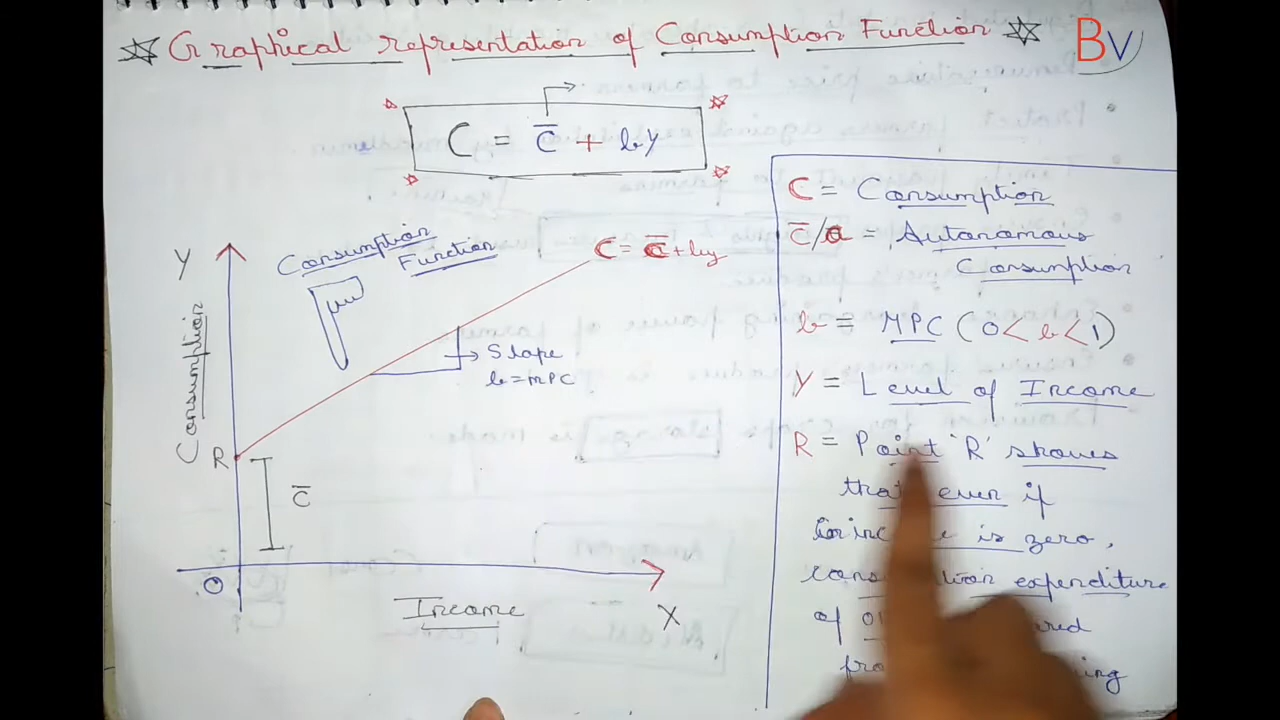 Graphical representation of Consumption Function
BV
C = C̅ + bY
C = Consumption
C̅/a = Autonomous
Consumption
b = MPC (0 < b < 1)
Y = Level of Income
R = Point 'R' shows
that even if
is zero,
expenditure
of
Y
Consumption
Consumption
Function
C = C̅ + by
Slope
b = MPC
R
C̅
O
Income
X